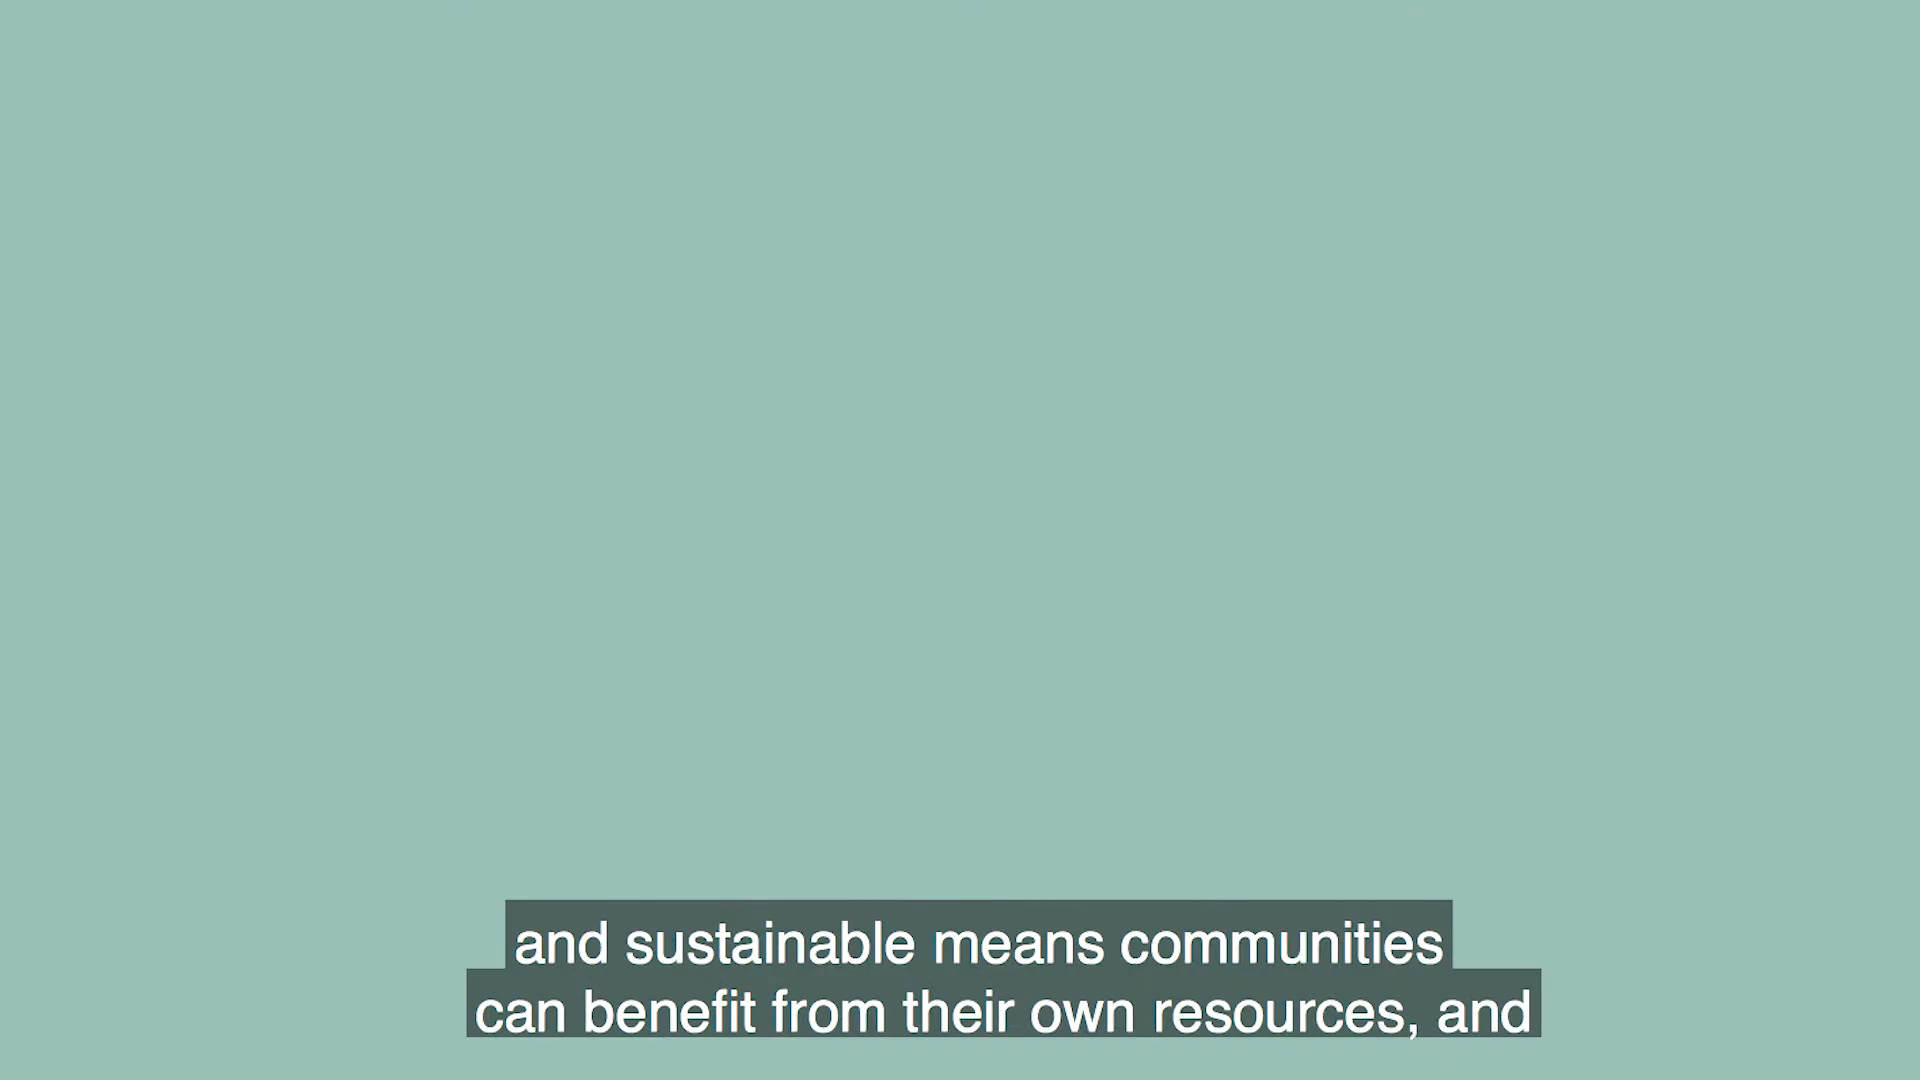 and sustainable means communities
can benefit from their own resources, and